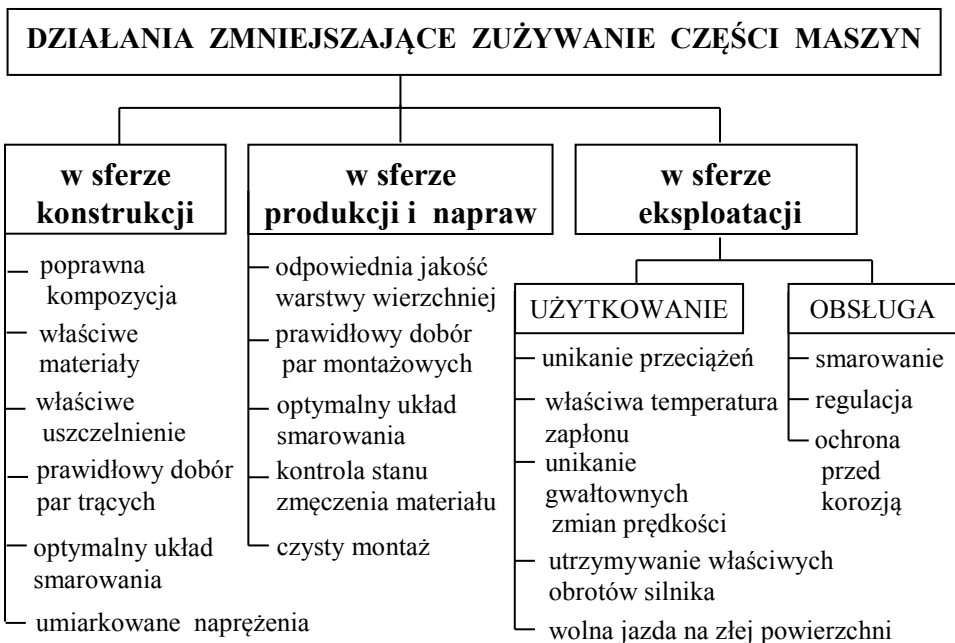 DZIAŁANIA ZMNIEJSZAJĄCE ZUŻYWANIE CZĘŚCI MASZYN
w sferze
konstrukcji
poprawna
kompozycja
właściwe
materiały
właściwe
uszczelnienie
prawidłowy dobór
par trących
optymalny układ
smarowania
umiarkowane naprężenia
w sferze
produkcji i napraw
odpowiednia jakość
warstwy wierzchniej
prawidłowy dobór
par montażowych
optymalny układ
smarowania
kontrola stanu
zmęczenia materiału
czysty montaż
w sferze
eksploatacji
UŻYTKOWANIE
unikanie przeciążeń
właściwa temperatura
zapłonu
unikanie
gwałtownych
zmian prędkości
utrzymywanie właściwych
obrotów silnika
wolna jazda na złej powierzchni
OBSŁUGA
smarowanie
regulacja
ochrona
przed
korozją